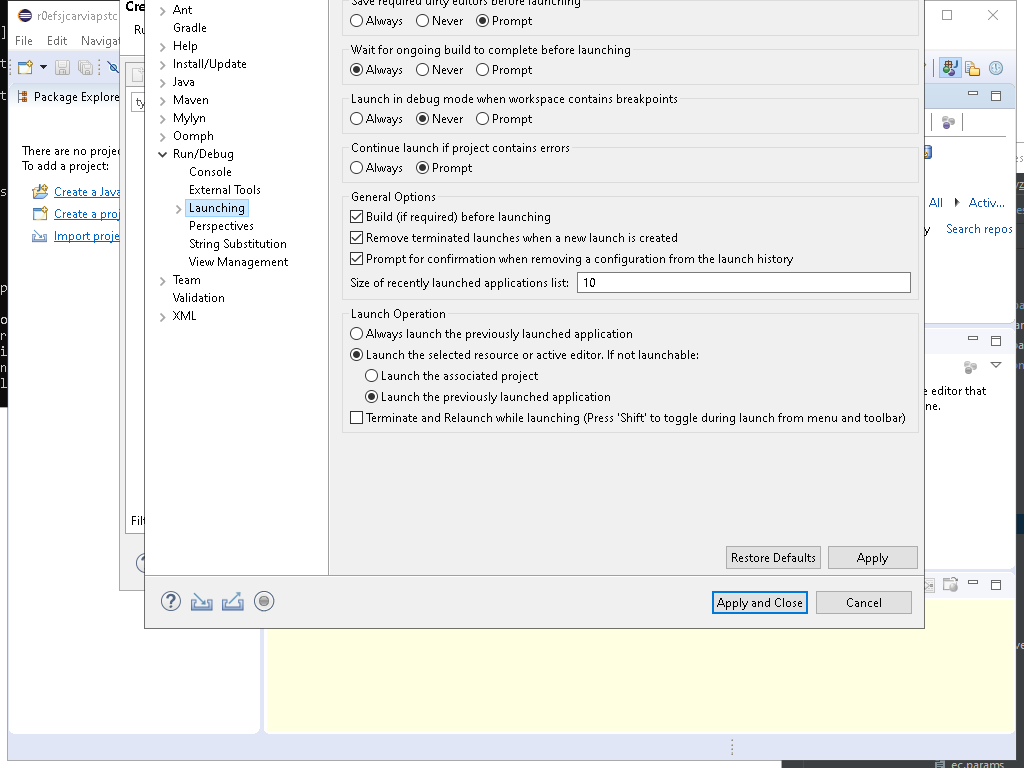 r0efsjcarviapstc
File Edit Navigat
Package Explore
There are no projec
To add a project:
Create a Java
Create a proj
Import proje
Cre
Ru
ty
Filt
Ant
Gradle
Help
Install/Update
Java
Maven
Mylyn
Oomph
Run/Debug
Console
External Tools
Launching
Perspectives
String Substitution
View Management
Team
Validation
XML
Save required dirty editors before launching
Always Never Prompt
Wait for ongoing build to complete before launching
Always Never Prompt
Launch in debug mode when workspace contains breakpoints
Always Never Prompt
Continue launch if project contains errors
Always Prompt
General Options
Build (if required) before launching
Remove terminated launches when a new launch is created
Prompt for confirmation when removing a configuration from the launch history
Size of recently launched applications list: 10
Launch Operation
Always launch the previously launched application
Launch the selected resource or active editor. If not launchable:
Launch the associated project
Launch the previously launched application
Terminate and Relaunch while launching (Press 'Shift' to toggle during launch from menu and toolbar)
Restore Defaults Apply
Apply and Close Cancel
All Activ...
y Search repos
e editor that
ne.
ec.params